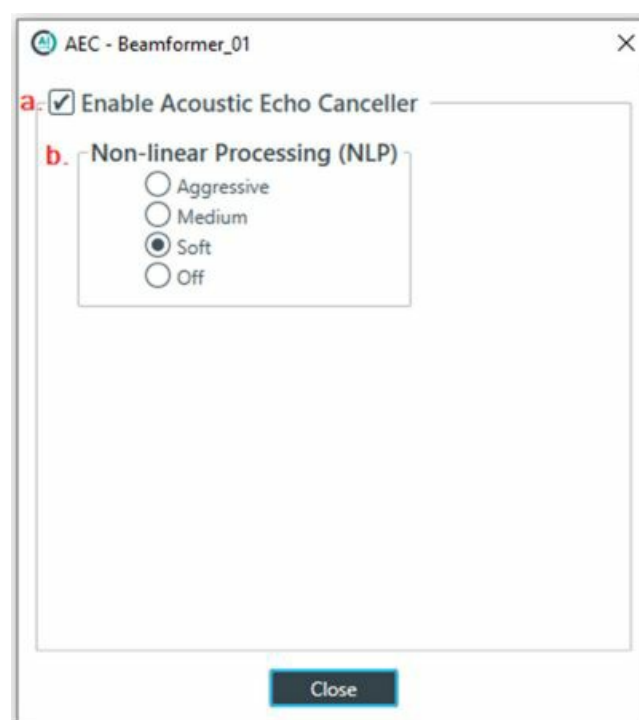 AEC - Beamformer_01
a. Enable Acoustic Echo Canceller
b. Non-linear Processing (NLP)
Aggressive
Medium
Soft
Off
Close